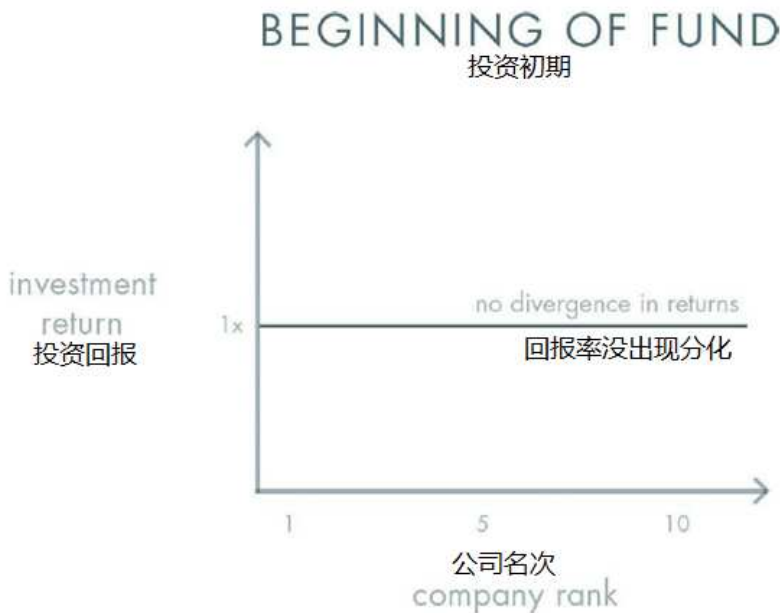 BEGINNING OF FUND
投资初期
investment
return
投资回报
1x
no divergence in returns
回报率没出现分化
1 5 10
公司名次
company rank